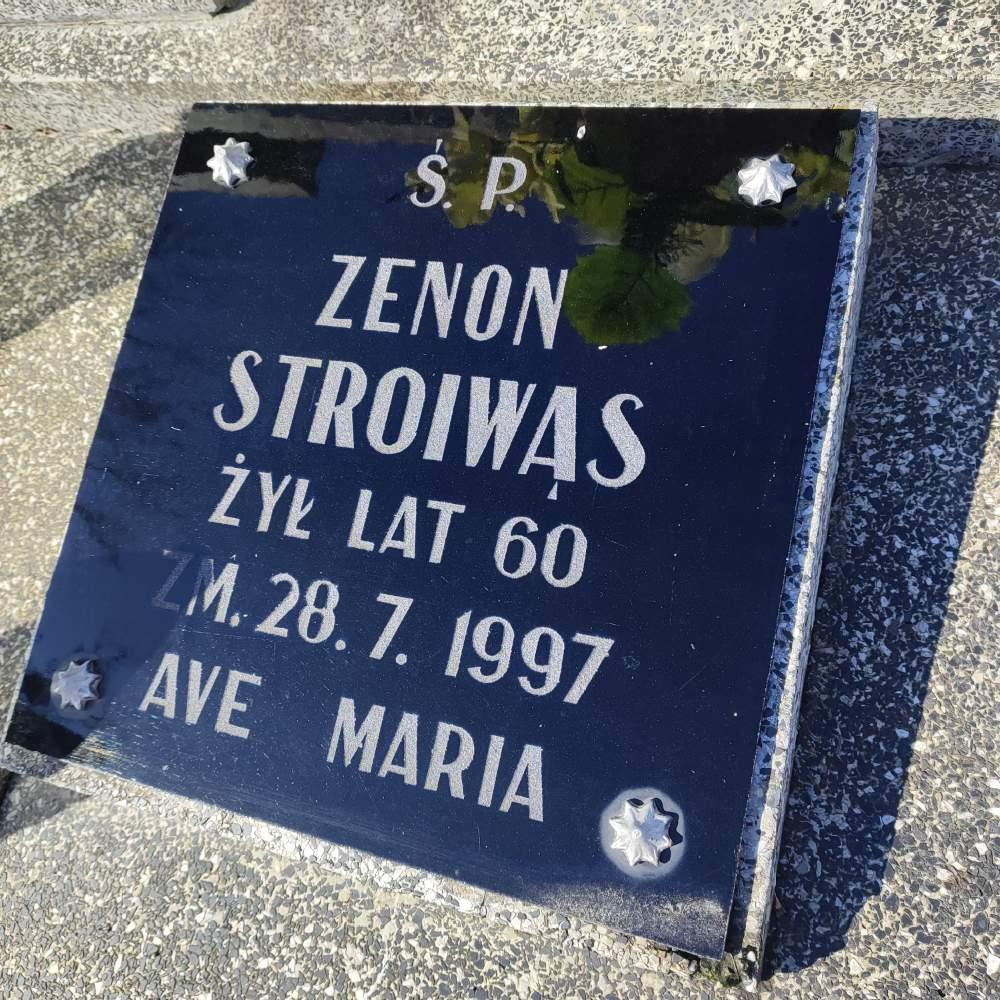 Ś. P.
ZENON
STROIWĄS
ŻYŁ LAT 60
ZM. 28. 7. 1997
AVE MARIA